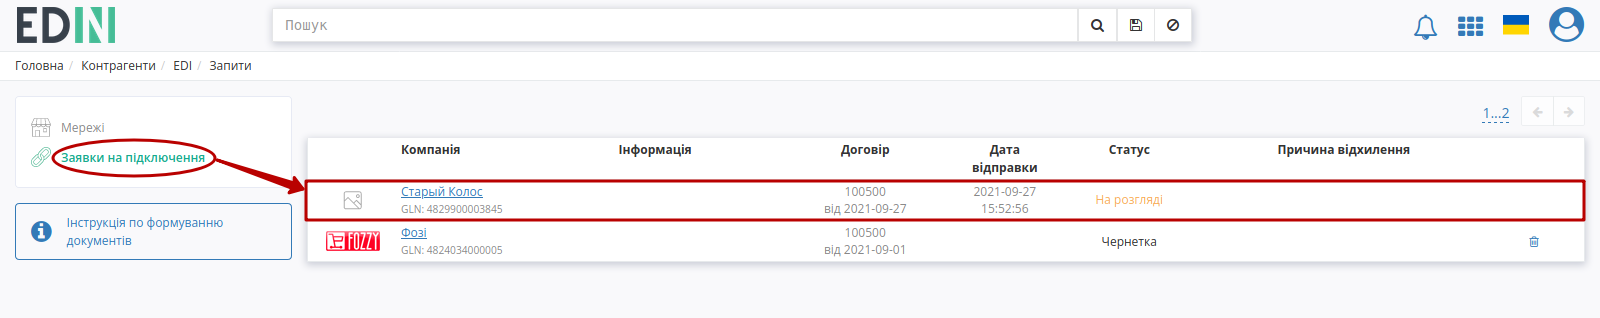 EDIN
Пошук
Головна / Контрагенти / EDI / Запити
Мережі
Заявки на підключення
Інструкція по формуванню
документів
1...2
Компанія Інформація Договір Дата
відправки Статус Причина відхилення
Старый Колос 100500 2021-09-27
GLN: 4829900003845 від 2021-09-27 15:52:56 На розгляді
FOZZY Фозі 100500
GLN: 4824034000005 від 2021-09-01 Чернетка